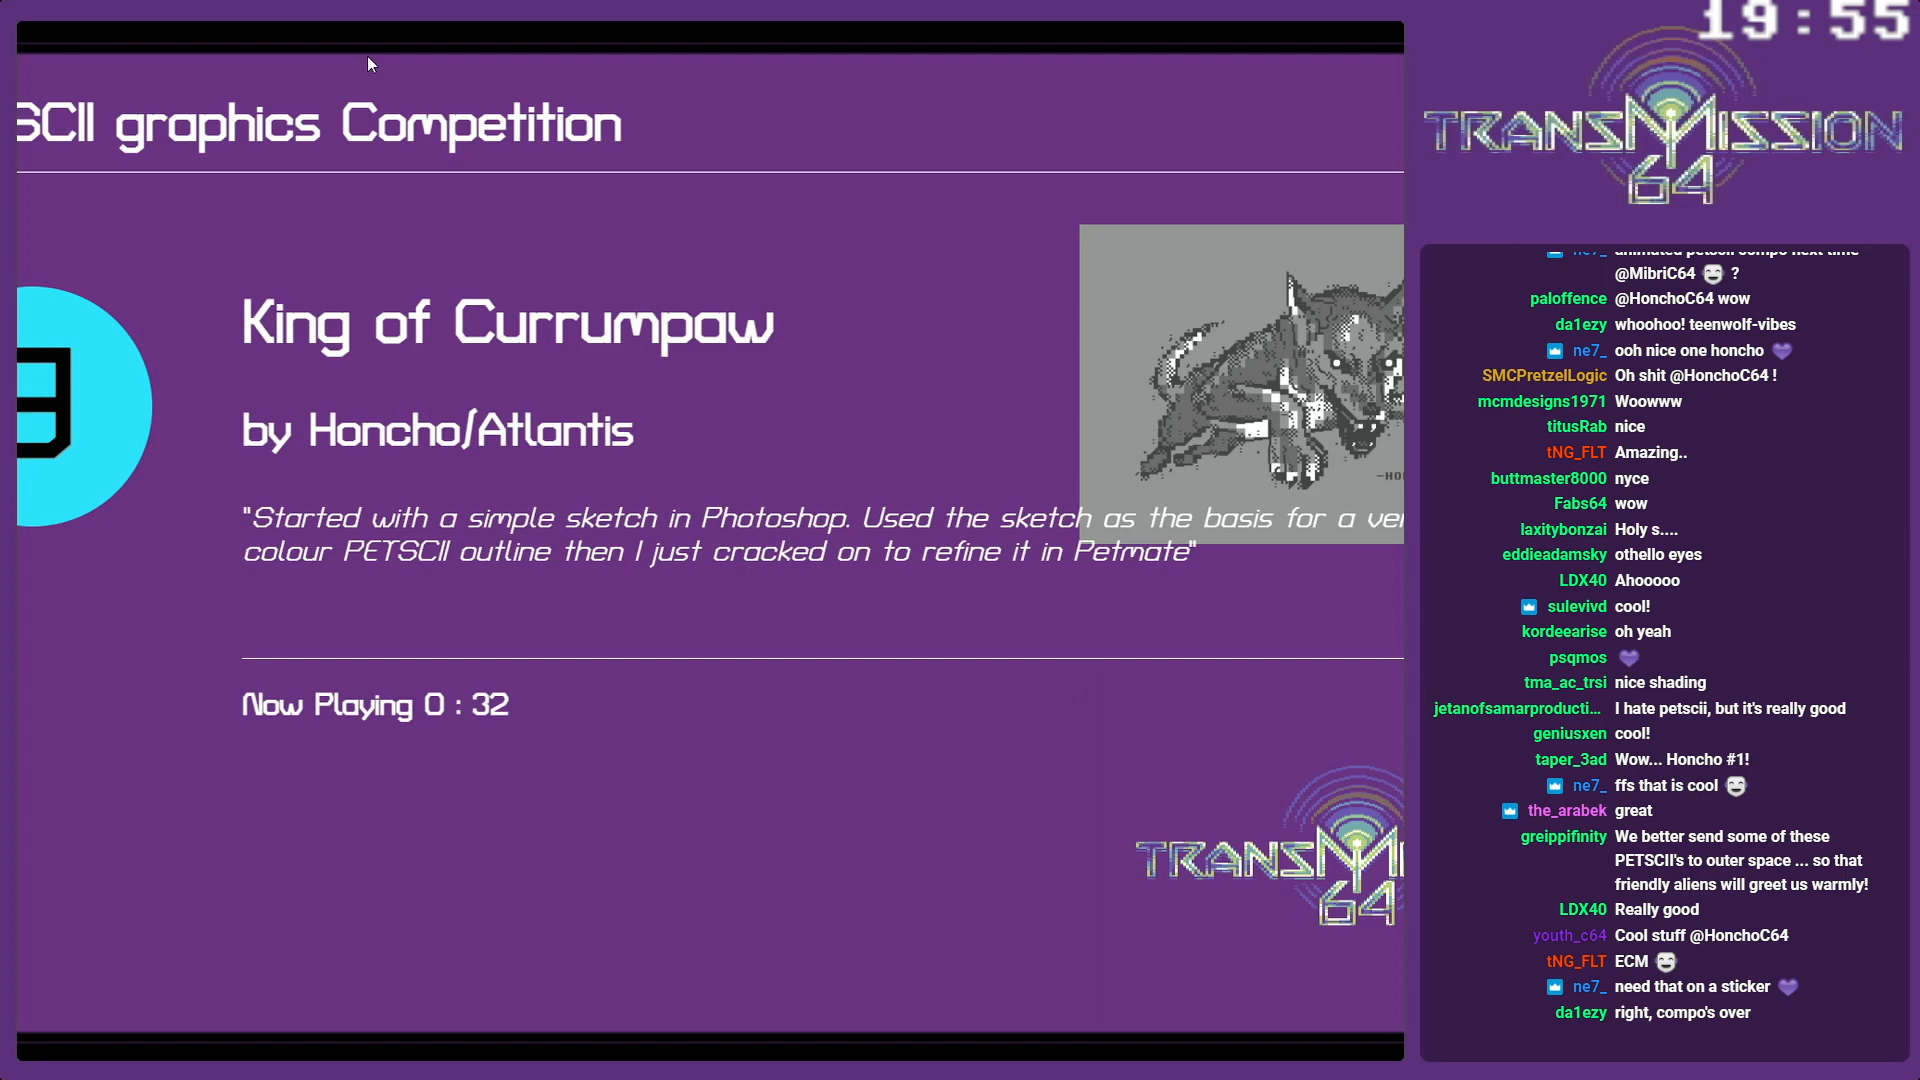 19:55
SCII graphics Competition
King of Currumpaw
by Honcho/Atlantis
"Started with a simple sketch in Photoshop. Used the sketch as the basis for a
colour PETSCII outline then I just cracked on to refine it in Petmate"
Now Playing 0 : 32
TRANSMISSION
64
@MibriC64 ?
paloffence @HonchoC64 wow
da1ezy whoohoo! teenwolf-vibes
ne7_ ooh nice one honcho
SMCPretzelLogic Oh shit @HonchoC64 !
mcmdesigns1971 Woowww
titusRab nice
tNG_FLT Amazing..
buttmaster8000 nyce
Fabs64 wow
laxitybonzai Holy s....
eddieadamsky othello eyes
LDX40 Ahooooo
sulevivd cool!
kordeearise oh yeah
psqmos
tma_ac_trsi nice shading
jetanofsamarproducti... I hate petscii, but it's really good
geniusxen cool!
taper_3ad Wow... Honcho #1!
ne7_ ffs that is cool
the_arabek great
greippifinity We better send some of these
PETSCII's to outer space ... so that
friendly aliens will greet us warmly!
LDX40 Really good
youth_c64 Cool stuff @HonchoC64
tNG_FLT ECM
ne7_ need that on a sticker
da1ezy right, compo's over